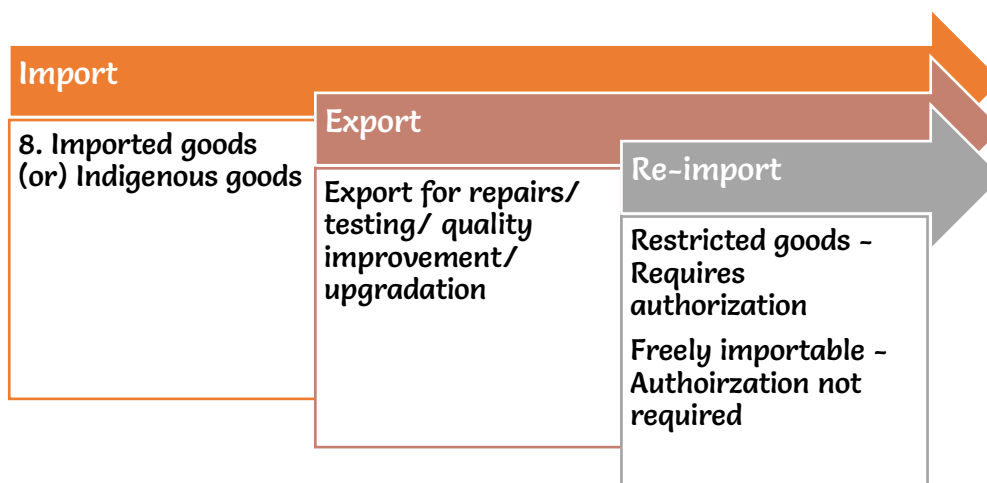 Import
8. Imported goods
(or) Indigenous goods
Export
Export for repairs/
testing/ quality
improvement/
upgradation
Re-import
Restricted goods -
Requires
authorization
Freely importable -
Authoirzation not
required